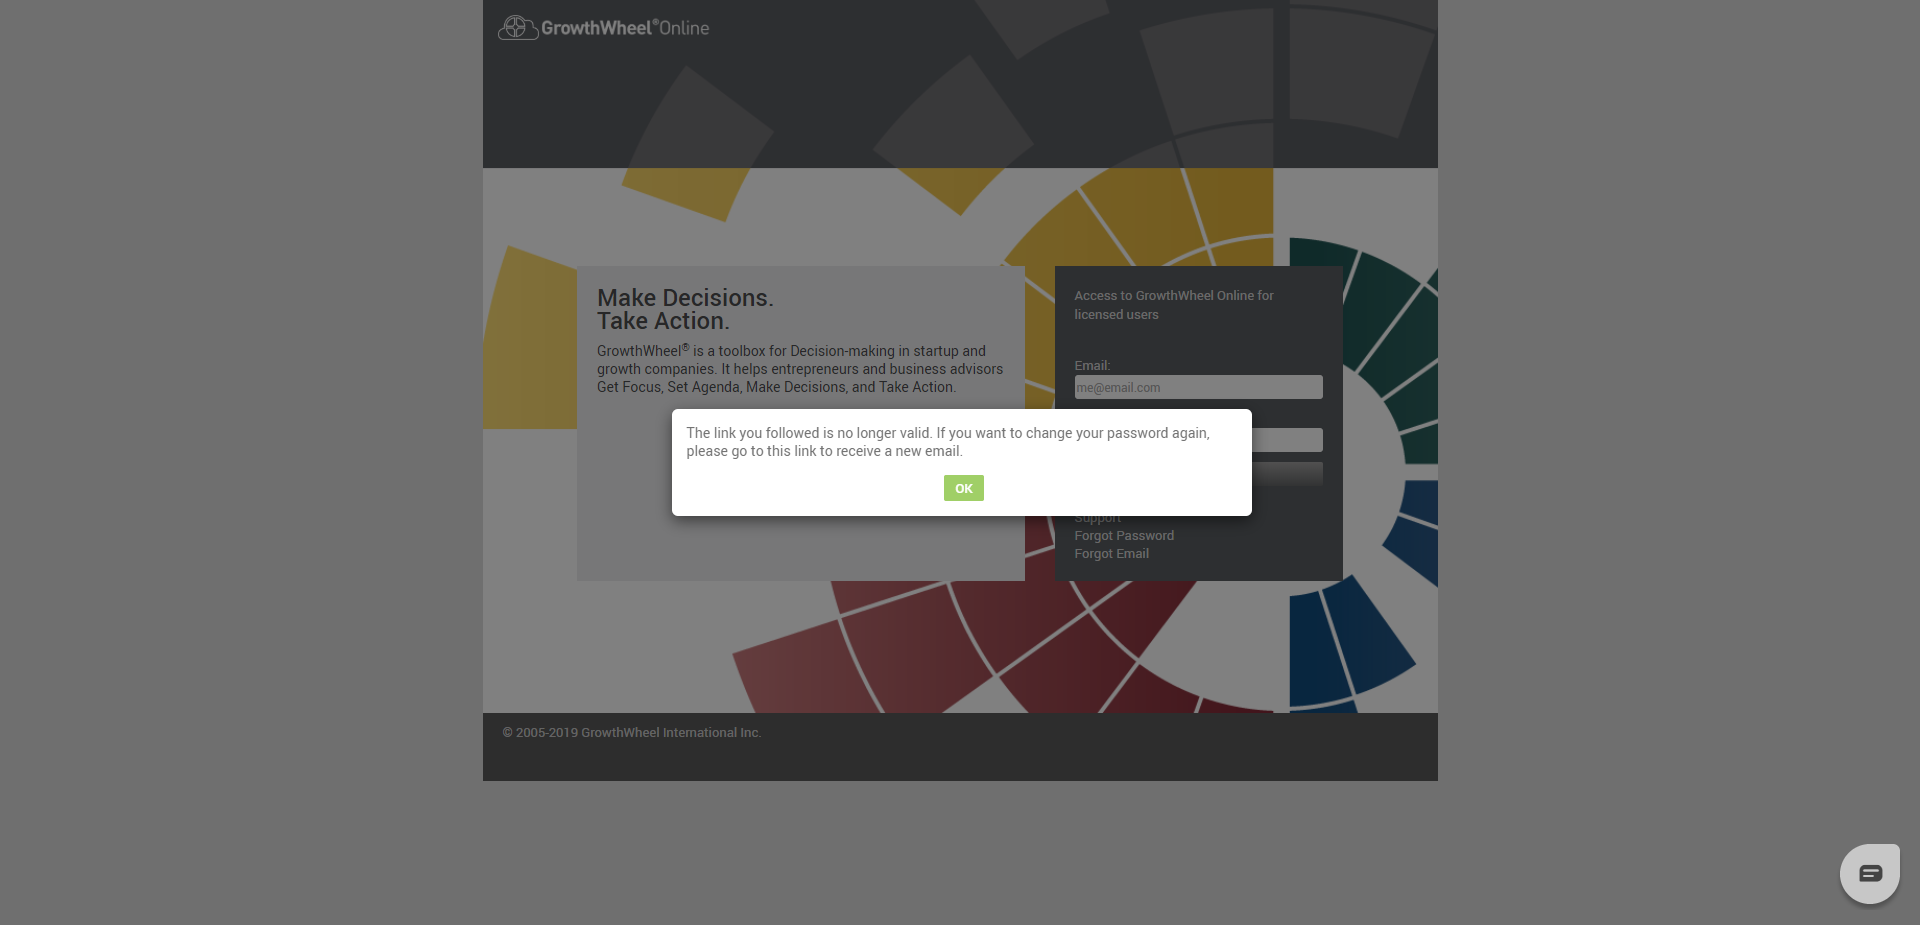 GrowthWheel®Online
Make Decisions.
Take Action.
GrowthWheel® is a toolbox for Decision-making in startup and
growth companies. It helps entrepreneurs and business advisors
Get Focus, Set Agenda, Make Decisions, and Take Action.
Access to GrowthWheel Online for
licensed users
Email:
me@email.com
The link you followed is no longer valid. If you want to change your password again,
please go to this link to receive a new email.
OK
Support
Forgot Password
Forgot Email
© 2005-2019 GrowthWheel International Inc.